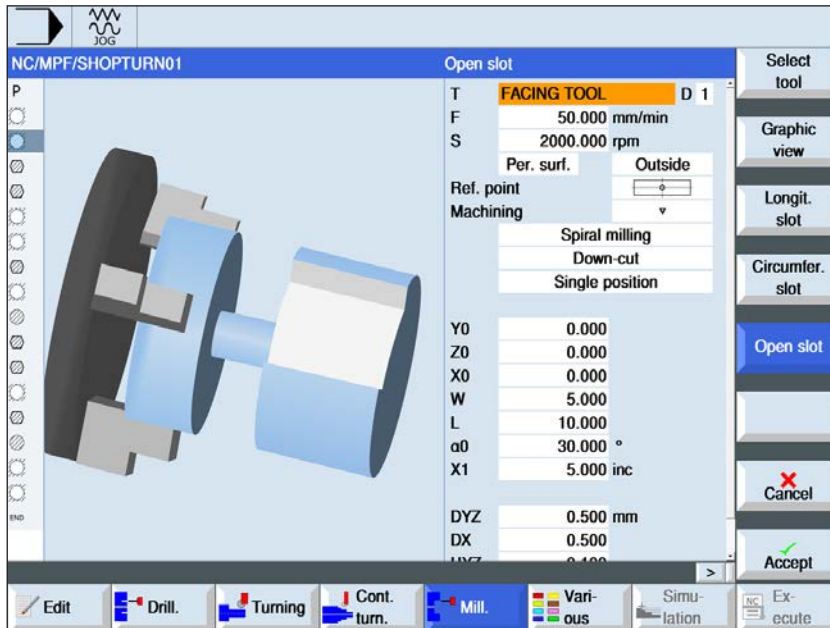 JOG
NC/MPF/SHOPTURN01
Open slot
P
END
T FACING TOOL D 1
F 50.000 mm/min
S 2000.000 rpm
Per. surf. Outside
Ref. point
Machining
Spiral milling
Down-cut
Single position
Y0 0.000
Z0 0.000
X0 0.000
W 5.000
L 10.000
α0 30.000 °
X1 5.000 inc
DYZ 0.500 mm
DX 0.500
>
Select
tool
Graphic
view
Longit.
slot
Circumfer.
slot
Open slot
Cancel
Accept
Edit
Drill.
Turning
Cont.
turn.
Mill.
Vari-
ous
Simu-
lation
NC
Ex-
ecute